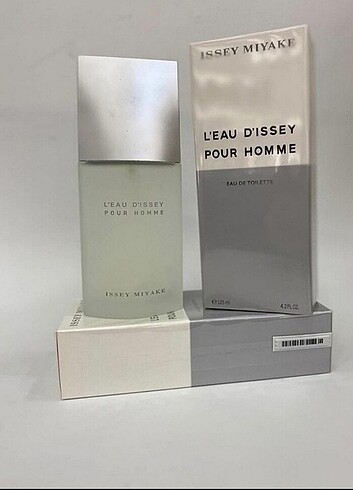 ISSEY MIYAKE
L'EAU D'ISSEY
POUR HOMME
EAU DE TOILETTE
℮ 125 ml
4.2 FL.OZ.
L'EAU D'ISSEY
POUR HOMME
ISSEY MIYAKE